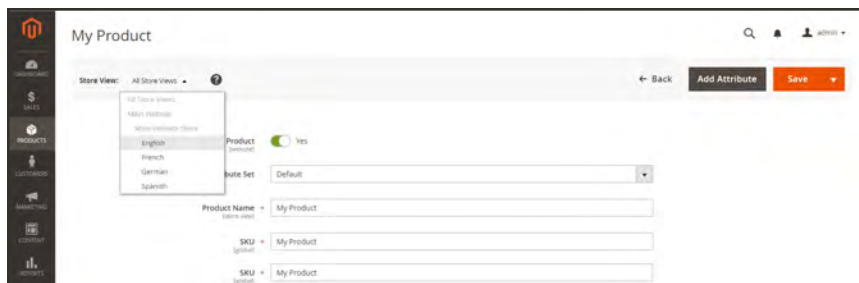 My Product
admin
DASHBOARD
Store View: All Store Views
← Back
Add Attribute
Save
SALES
All Store Views
Main Website
Main Website Store
English
French
German
Spanish
PRODUCTS
Product
[website]
Yes
CUSTOMERS
bute Set
Default
MARKETING
Product Name *
[store view]
My Product
CONTENT
SKU *
[global]
My Product
REPORTS
SKU *
[global]
My Product